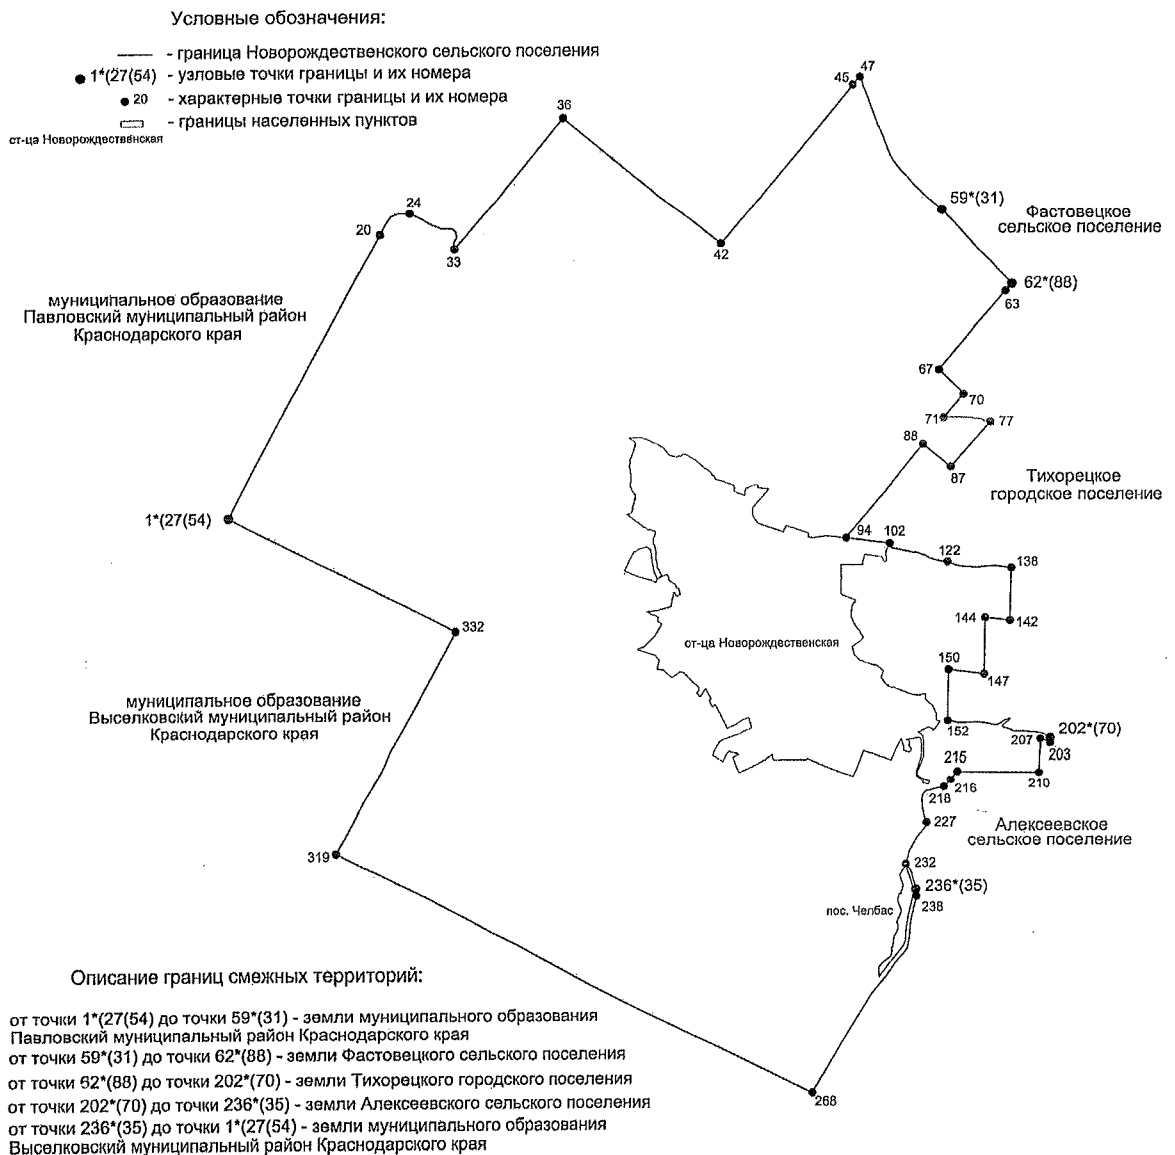 Условные обозначения:
- граница Новорождественского сельского поселения
1*(27(54) - узловые точки границы и их номера
20 - характерные точки границы и их номера
- границы населенных пунктов
ст-ца Новорождественская
47
45
36
59*(31)
24
20
33
42
Фастовецкое
сельское поселение
62*(88)
63
муниципальное образование
Павловский муниципальный район
Краснодарского края
67
70
71
77
88
87
Тихорецкое
городское поселение
1*(27(54)
94
102
122
138
144
142
332
ст-ца Новорождественская
150
147
муниципальное образование
Выселковский муниципальный район
Краснодарского края
152
202*(70)
207
203
215
210
216
218
227
Алексеевское
сельское поселение
319
232
236*(35)
238
пос. Челбас
268
Описание границ смежных территорий:
от точки 1*(27(54) до точки 59*(31) - земли муниципального образования
Павловский муниципальный район Краснодарского края
от точки 59*(31) до точки 62*(88) - земли Фастовецкого сельского поселения
от точки 62*(88) до точки 202*(70) - земли Тихорецкого городского поселения
от точки 202*(70) до точки 236*(35) - земли Алексеевского сельского поселения
от точки 236*(35) до точки 1*(27(54) - земли муниципального образования
Выселковский муниципальный район Краснодарского края